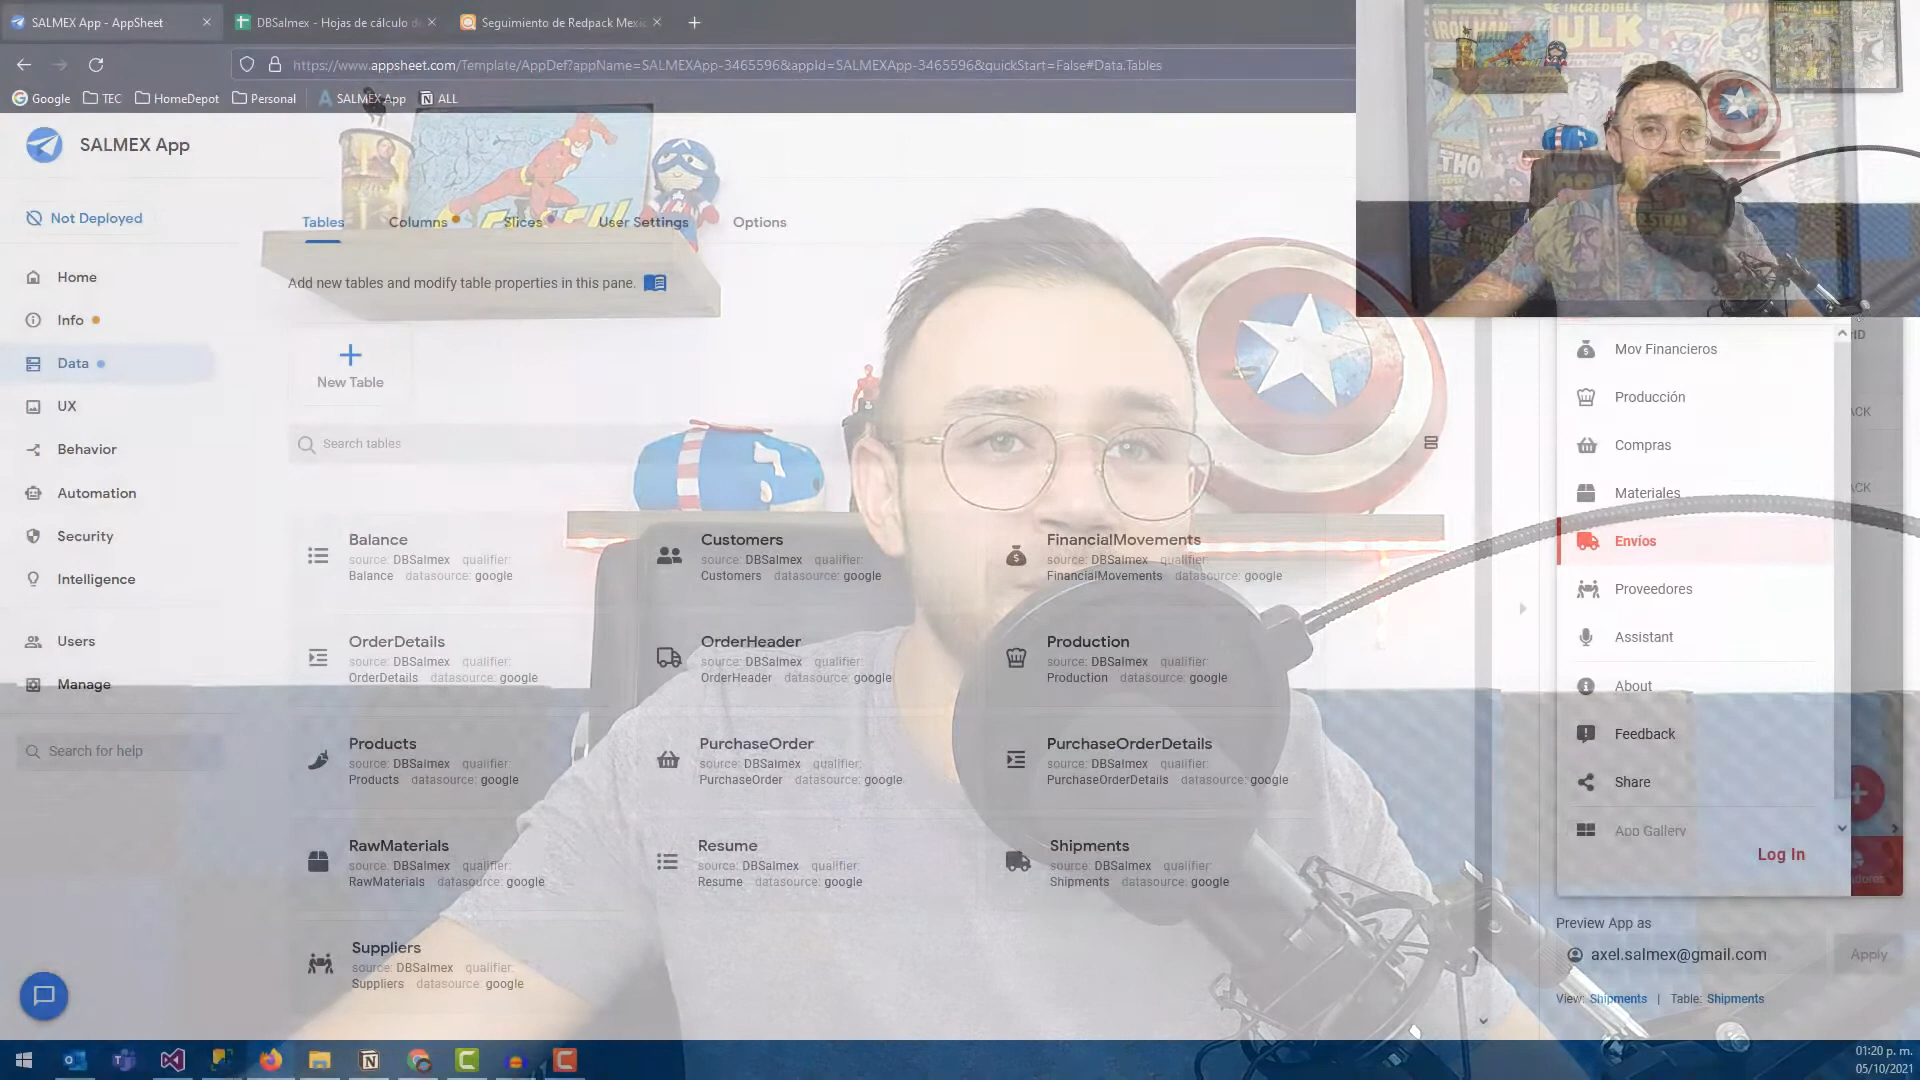 SALMEX App - AppSheet
DBSalmex - Hojas de cálculo d
Seguimiento de Redpack Mexi
https://www.appsheet.com/Template/AppDef?appName=SALMEXApp-3465596&appId=SALMEXApp-3465596&quickStart=False#Data.Tables
Google TEC HomeDepot Personal SALMEX App ALL
IRON MAN
THE INCREDIBLE
HULK
SALMEX App
Not Deployed
Tables Columns Slices User Settings Options
Add new tables and modify table properties in this pane.
Home
Info
Data
UX
Behavior
Automation
Security
Intelligence
Users
Manage
Search for help
New Table
Search tables
Balance
source: DBSalmex qualifier:
Balance datasource: google
Customers
source: DBSalmex qualifier:
Customers datasource: google
FinancialMovements
source: DBSalmex qualifier:
FinancialMovements datasource: google
OrderDetails
source: DBSalmex qualifier:
OrderDetails datasource: google
OrderHeader
source: DBSalmex qualifier:
OrderHeader datasource: google
Production
source: DBSalmex qualifier:
Production datasource: google
Products
source: DBSalmex qualifier:
Products datasource: google
PurchaseOrder
source: DBSalmex qualifier:
PurchaseOrder datasource: google
PurchaseOrderDetails
source: DBSalmex qualifier:
PurchaseOrderDetails datasource: google
RawMaterials
source: DBSalmex qualifier:
RawMaterials datasource: google
Resume
source: DBSalmex qualifier:
Resume datasource: google
Shipments
source: DBSalmex qualifier:
Shipments datasource: google
Suppliers
source: DBSalmex qualifier:
Suppliers datasource: google
Mov Financieros
Producción
Compras
Materiales
Envíos
Proveedores
Assistant
About
Feedback
Share
App Gallery
Log In
Preview App as
axel.salmex@gmail.com
Apply
View: Shipments | Table: Shipments
01:20 p. m.
05/10/2021